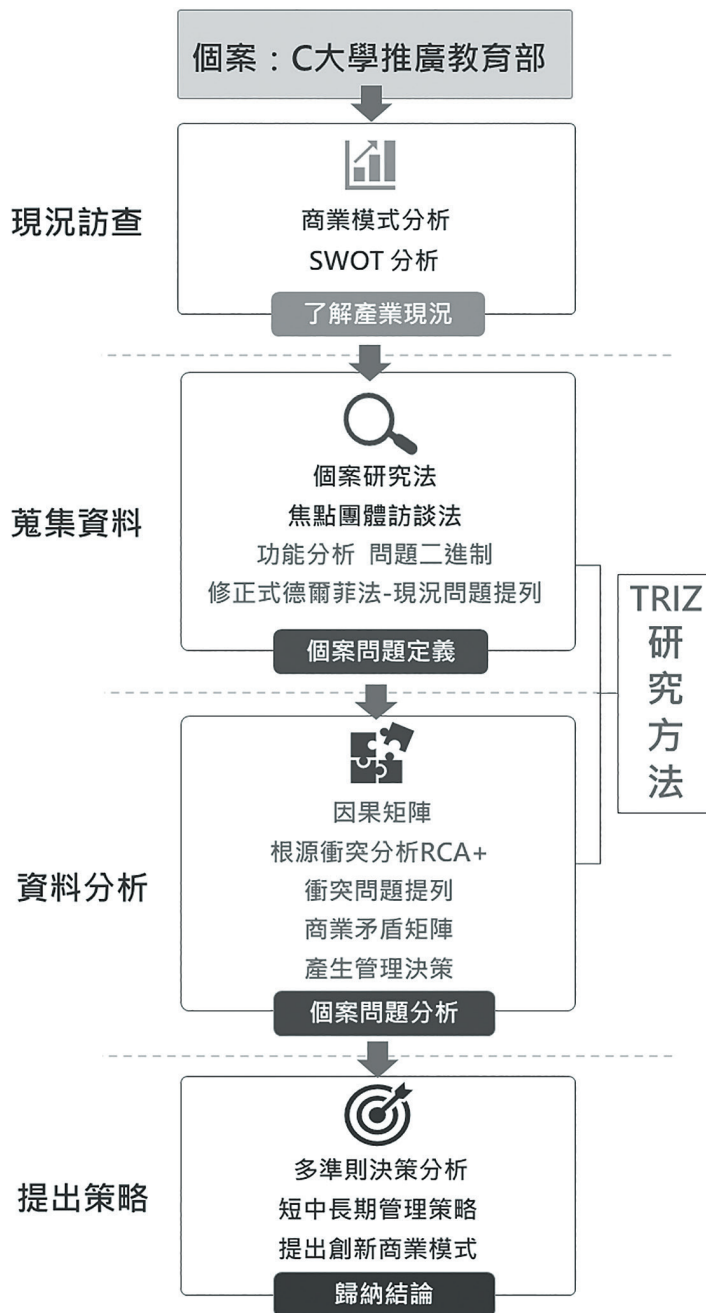 個案：C大學推廣教育部
現況訪查
商業模式分析
SWOT 分析
了解產業現況
蒐集資料
個案研究法
焦點團體訪談法
功能分析 問題二進制
修正式德爾菲法-現況問題提列
個案問題定義
TRIZ
研
究
方
法
資料分析
因果矩陣
根源衝突分析RCA+
衝突問題提列
商業矛盾矩陣
產生管理決策
個案問題分析
提出策略
多準則決策分析
短中長期管理策略
提出創新商業模式
歸納結論